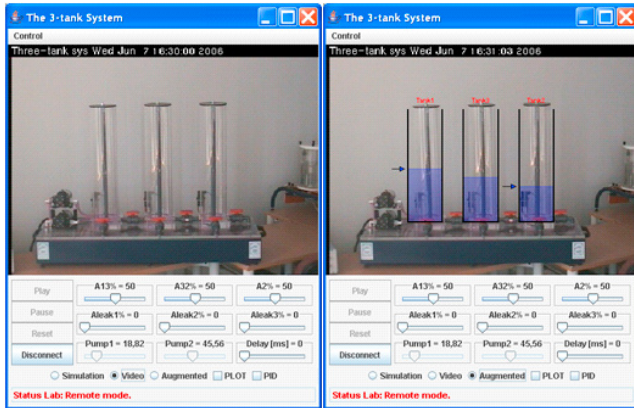 The 3-tank System
Control
Three-tank sys Wed Jun 7 16:30:00 2006
Play
Pause
Reset
Disconnect
A13% = 50
A32% = 50
A2% = 50
Aleak1% = 0
Aleak2% = 0
Aleak3% = 0
Pump1 = 18,82
Pump2 = 45,56
Delay [ms] = 0
Simulation
Video
Augmented
PLOT
PID
Status Lab: Remote mode.
The 3-tank System
Control
Three-tank sys Wed Jun 7 16:31:03 2006
Tank1
Tank3
Tank2
Play
Pause
Reset
Disconnect
A13% = 50
A32% = 50
A2% = 50
Aleak1% = 0
Aleak2% = 0
Aleak3% = 0
Pump1 = 18,82
Pump2 = 45,56
Delay [ms] = 0
Simulation
Video
Augmented
PLOT
PID
Status Lab: Remote mode.